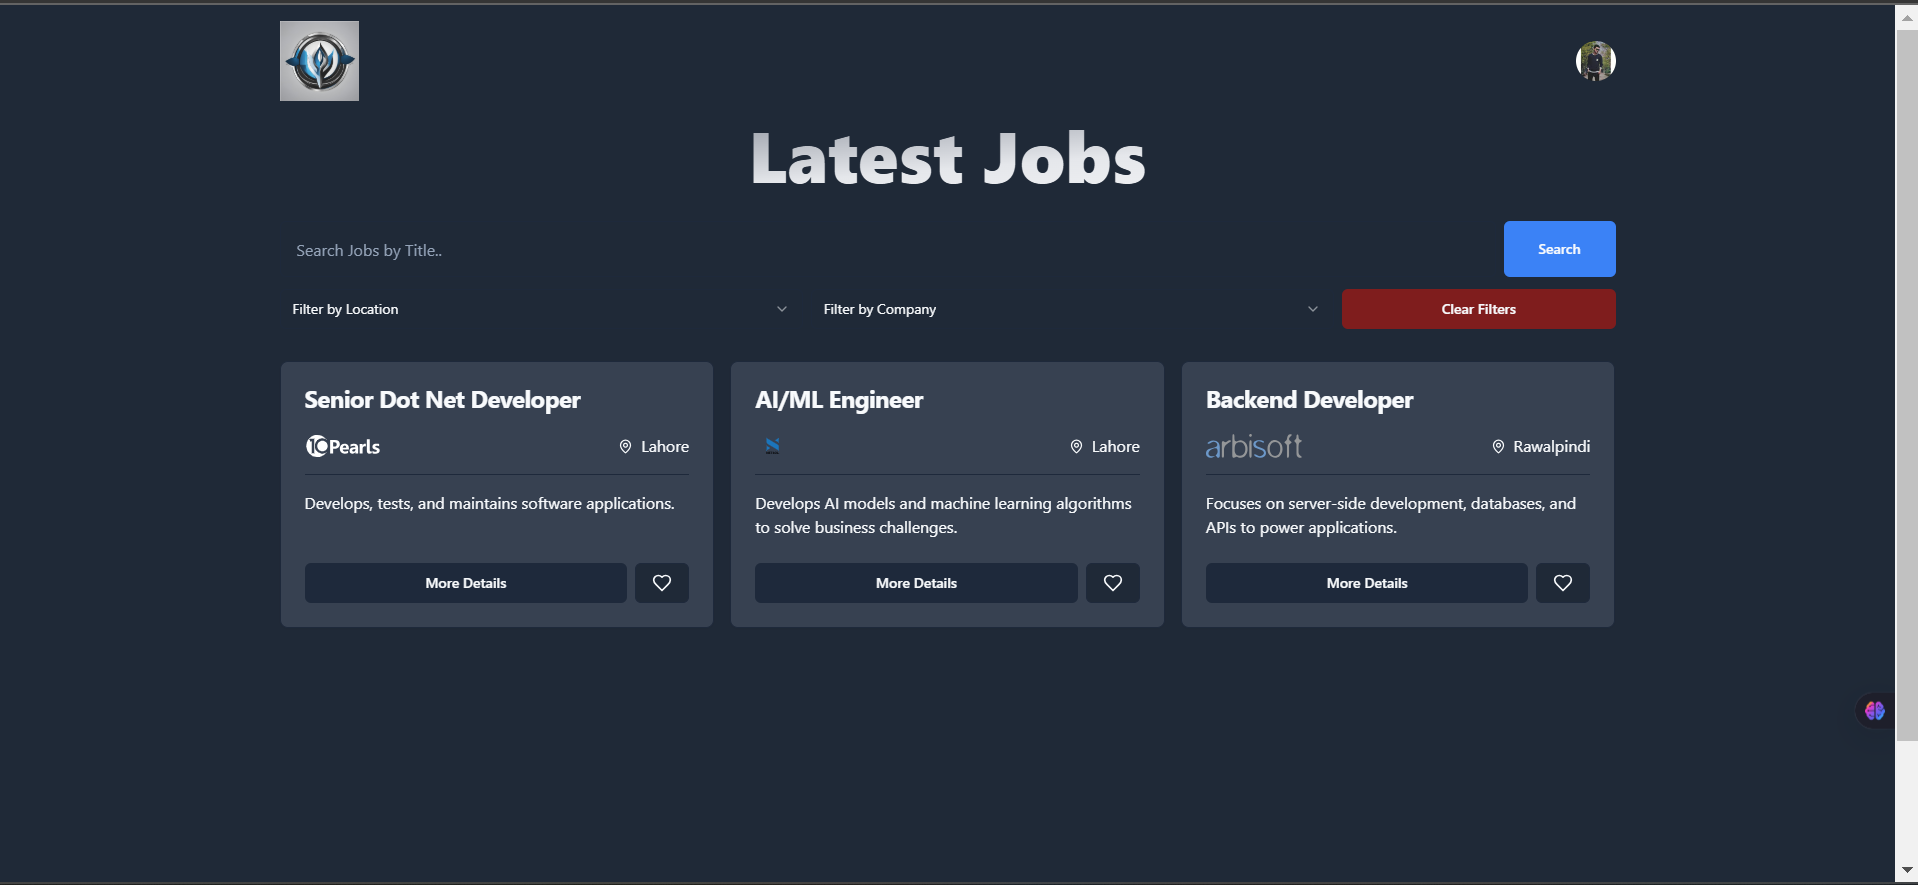 Latest Jobs
Search Jobs by Title..
Search
Filter by Location
Filter by Company
Clear Filters
Senior Dot Net Developer
10Pearls
Lahore
Develops, tests, and maintains software applications.
More Details
AI/ML Engineer
Lahore
Develops AI models and machine learning algorithms
to solve business challenges.
More Details
Backend Developer
arbisoft
Rawalpindi
Focuses on server-side development, databases, and
APIs to power applications.
More Details